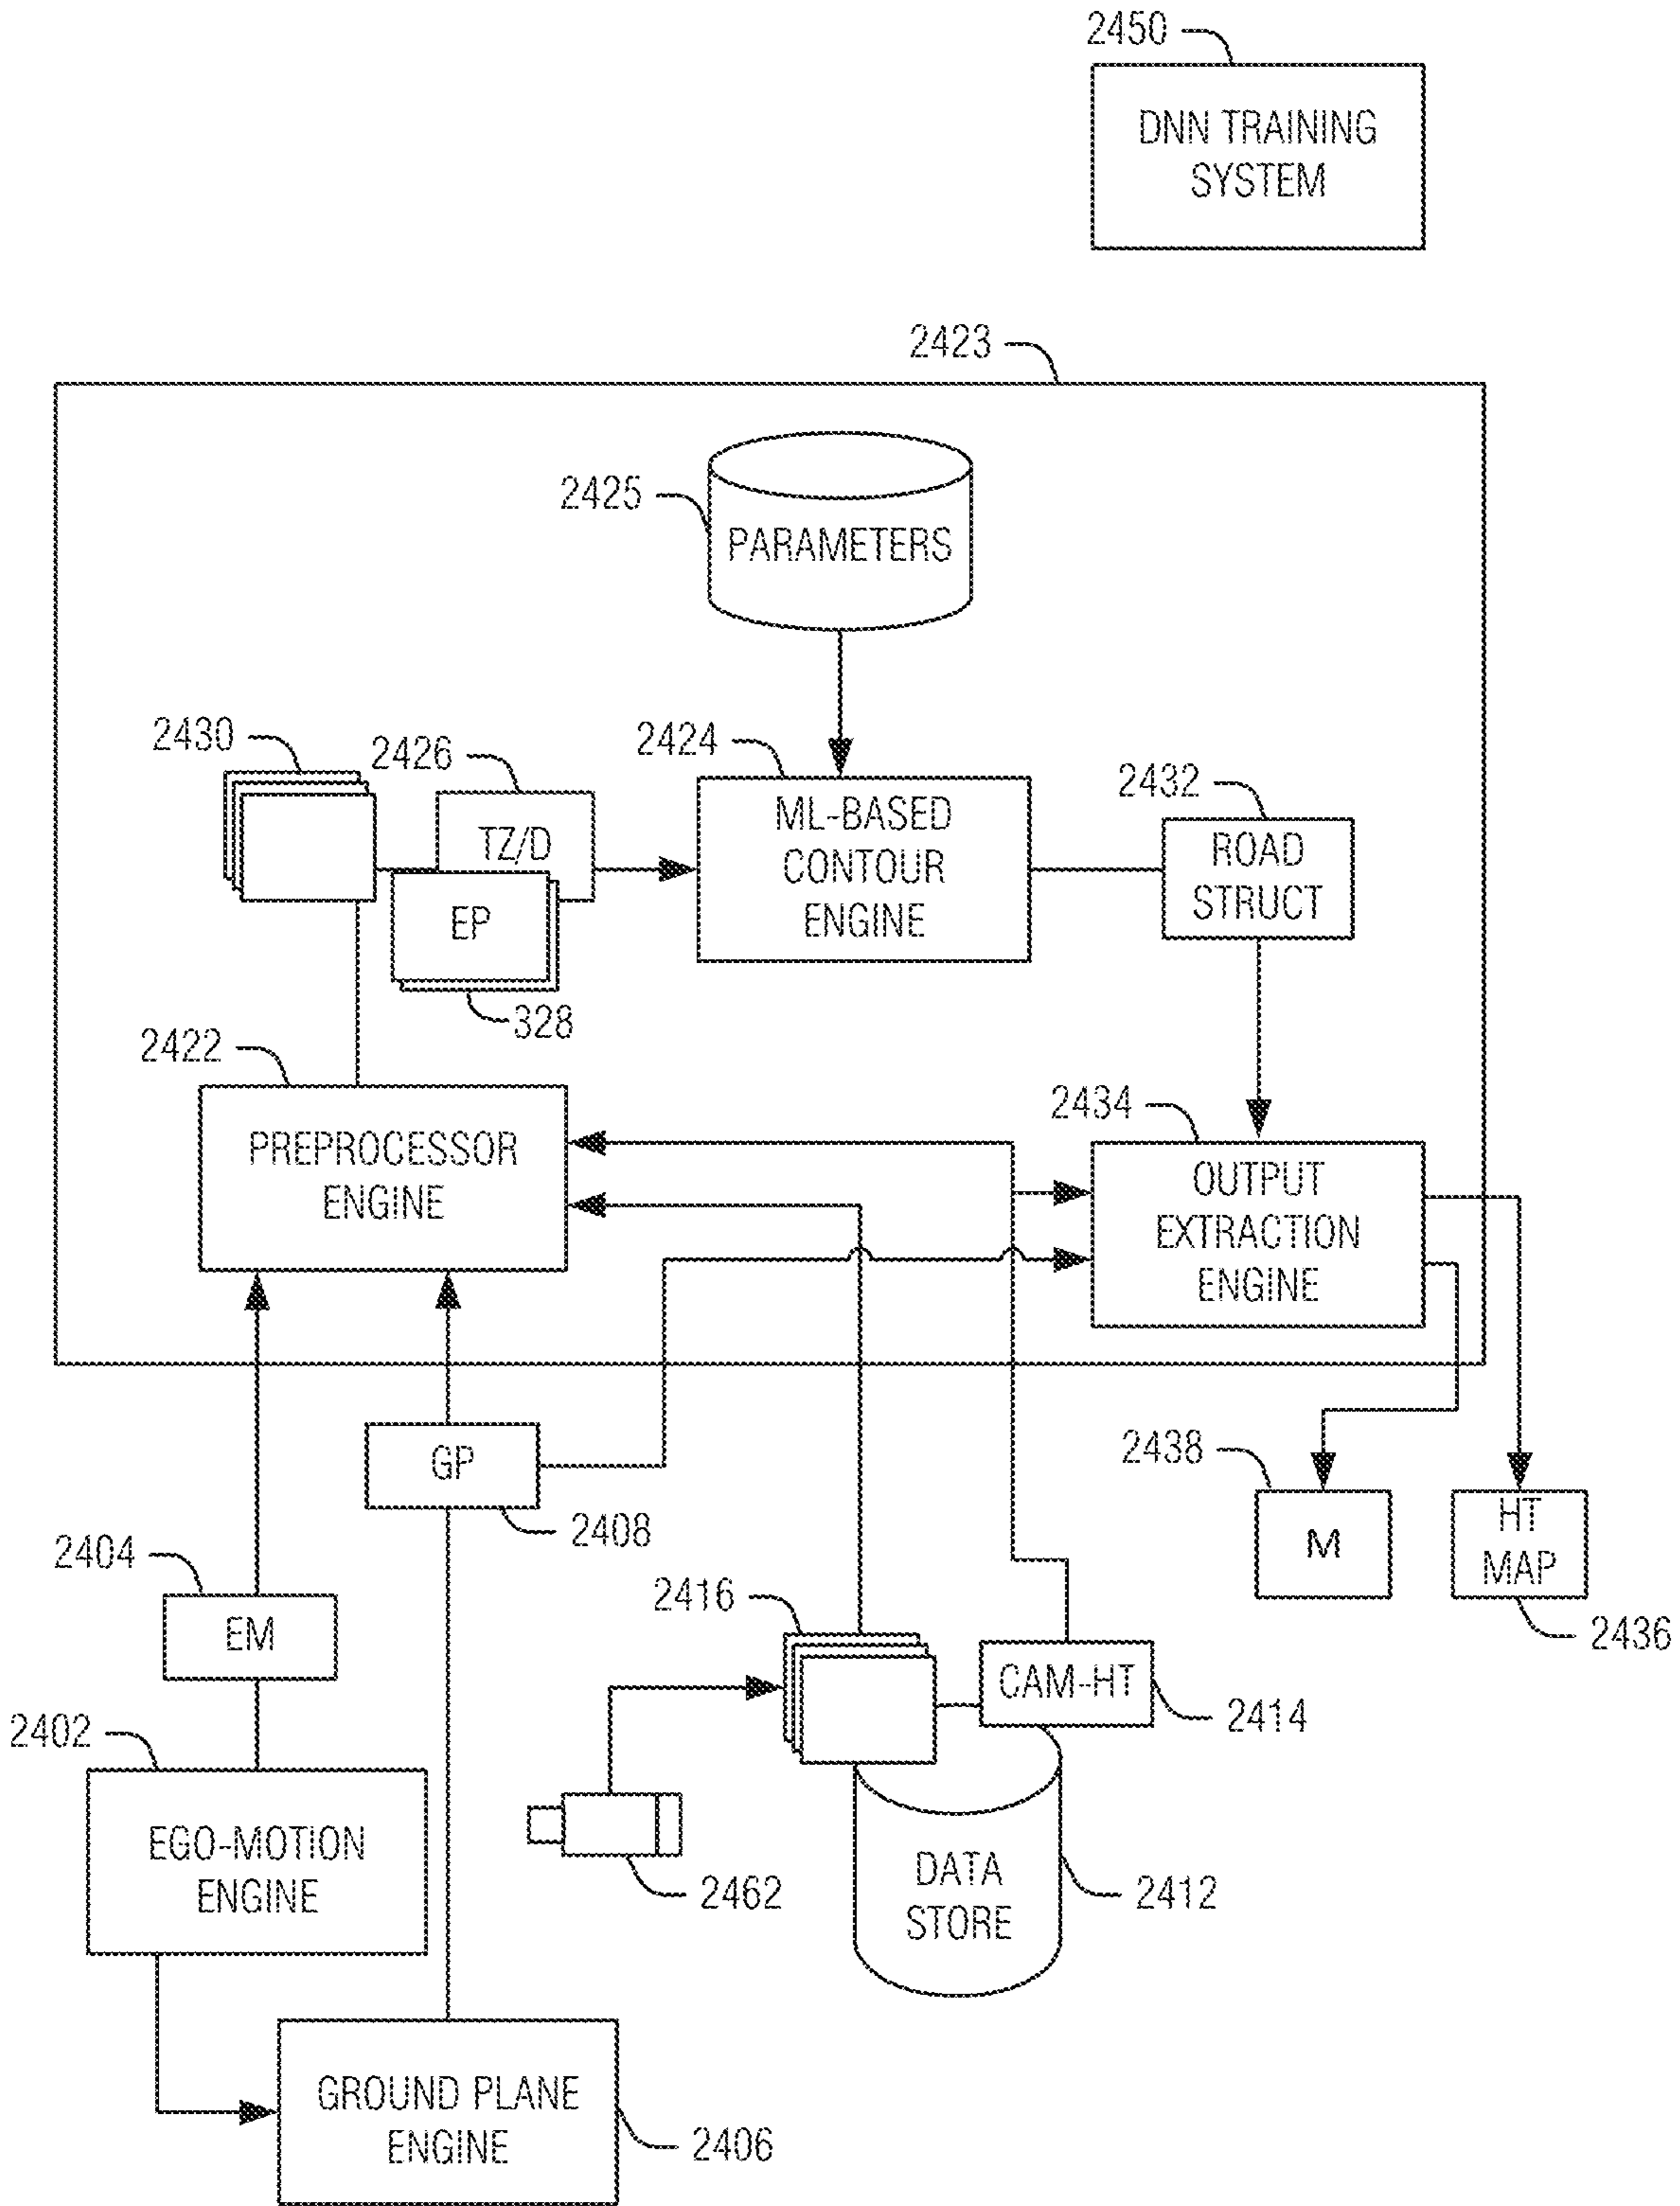 2450
DNN TRAINING
SYSTEM
2423
2425
PARAMETERS
2430
2426
2424
2432
TZ/D
EP
328
ML-BASED
CONTOUR
ENGINE
ROAD
STRUCT
2422
PREPROCESSOR
ENGINE
2434
OUTPUT
EXTRACTION
ENGINE
GP
2408
2438
M
HT
MAP
2436
2404
EM
2416
CAM-HT
2414
2402
EGO-MOTION
ENGINE
2462
DATA
STORE
2412
GROUND PLANE
ENGINE
2406